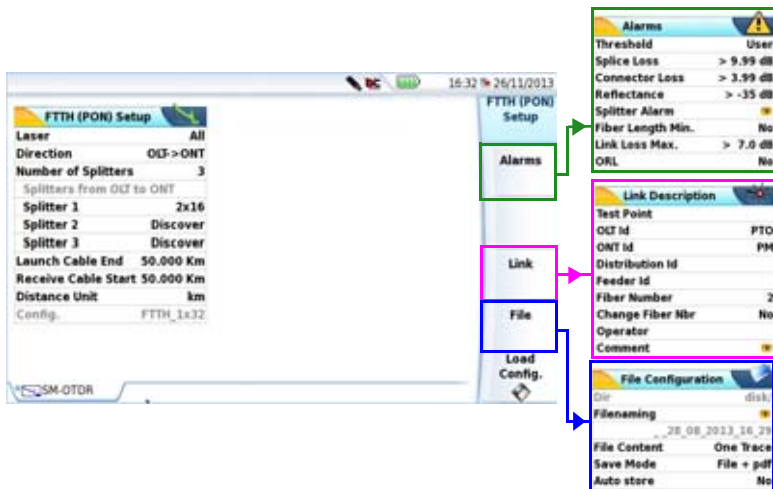 16:32 26/11/2013
FTTH (PON) Setup
Laser All
Direction OLT->ONT
Number of Splitters 3
Splitters from OLT to ONT
Splitter 1 2x16
Splitter 2 Discover
Splitter 3 Discover
Launch Cable End 50.000 Km
Receive Cable Start 50.000 Km
Distance Unit km
Config. FTTH_1x32
SM-OTDR
FTTH (PON)
Setup
Alarms
Link
File
Load
Config.
Alarms
Threshold User
Splice Loss > 9.99 dB
Connector Loss > 3.99 dB
Reflectance > -35 dB
Splitter Alarm
Fiber Length Min. No
Link Loss Max. > 7.0 dB
ORL No
Link Description
Test Point
OLT Id PTO
ONT Id PM
Distribution Id
Feeder Id
Fiber Number 2
Change Fiber Nbr No
Operator
Comment
File Configuration
Dir disk/
Filenaming
_ _28_08_2013_16_29
File Content One Trace
Save Mode File + pdf
Auto store No